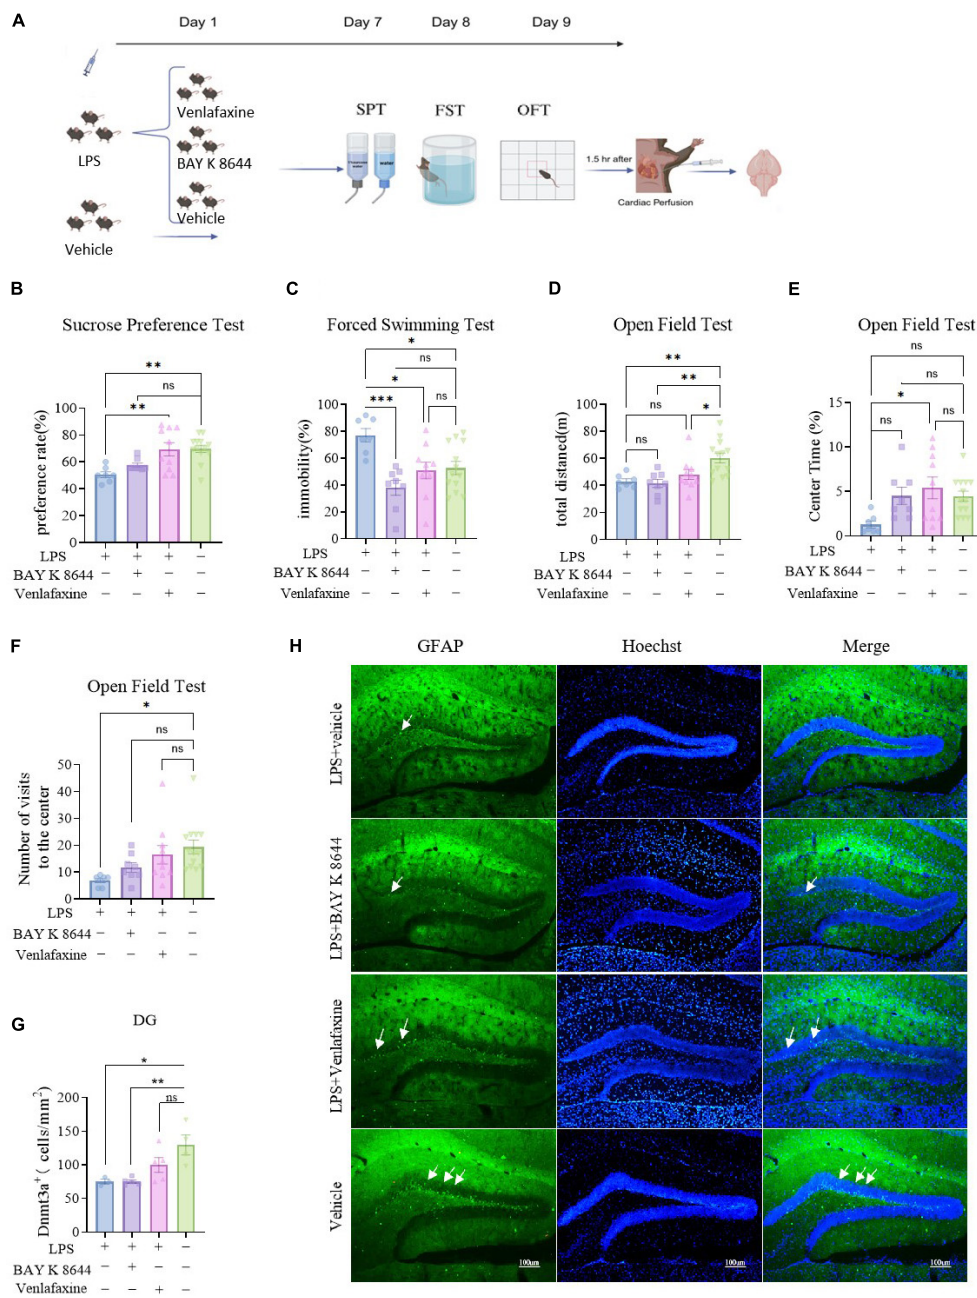 A
Day 1 Day 7 Day 8 Day 9
LPS
Vehicle
Venlafaxine
BAY K 8644
Vehicle
SPT FST OFT
water
1.5 hr after
Cardiac Perfusion
B
Sucrose Preference Test
**
ns
**
preference rate(%)
100
80
60
40
20
0
LPS + + + −
BAY K 8644 − + − −
Venlafaxine − − + −
C
Forced Swimming Test
*
ns
*
*** ns
immobility(%)
100
80
60
40
20
0
+ + + −
− + − −
− − + −
D
Open Field Test
**
**
ns *
ns
total distaned(m)
100
80
60
40
20
0
LPS + + + −
BAY K 8644 − + − −
Venlafaxine − − + −
E
Open Field Test
ns
ns
*
ns ns
Center Time (%)
15
10
5
0
LPS + + + −
BAY K 8644 − + − −
Venlafaxine − − + −
F
Open Field Test
*
ns
ns
Number of visits
to the center
50
40
30
20
10
0
LPS + + + −
BAY K 8644 − + − −
Venlafaxine − − + −
G
DG
*
**
ns
Dnmt3a⁺( cells/mm²)
200
150
100
50
0
LPS + + + −
BAY K 8644 − + − −
Venlafaxine − − + −
H
GFAP Hoechst Merge
LPS+vehicle
LPS+BAY K 8644
LPS+Venlafaxine
Vehicle
100um 100um 100um